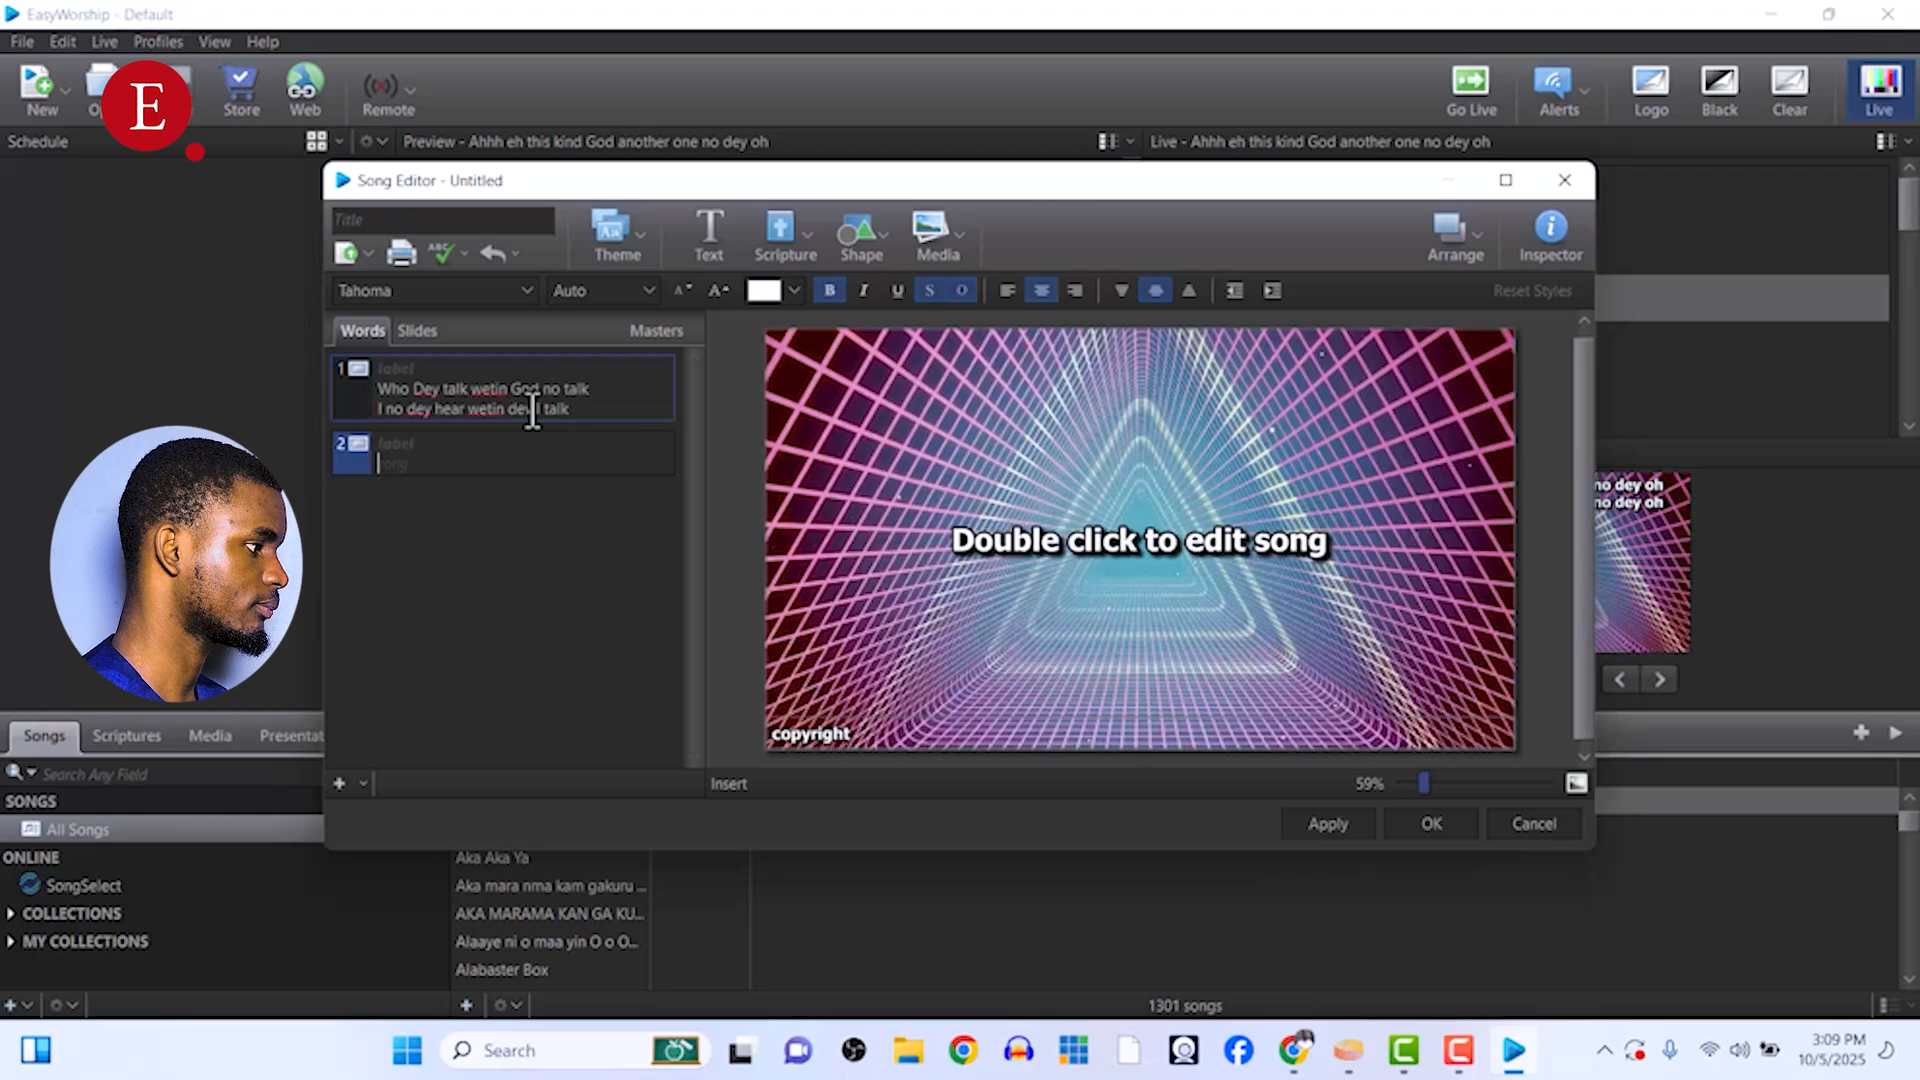 EasyWorship - Default
File Edit Live Profiles View Help
New
Store
Web
Remote
Go Live
Alerts
Logo
Black
Clear
Live
E
Schedule
Preview - Ahhh eh this kind God another one no dey oh
Live - Ahhh eh this kind God another one no dey oh
Song Editor - Untitled
Title
Theme
Text
Scripture
Shape
Media
Arrange
Inspector
ABC
Tahoma
Auto
B I U S O
Reset Styles
Words Slides Masters
1 label
Who Dey talk wetin God no talk
I no dey hear wetin devil talk
2 label
song
Double click to edit song
copyright
no dey oh
no dey oh
Insert
59%
Apply
OK
Cancel
Songs
Scriptures
Media
Presentat
Search Any Field
SONGS
All Songs
ONLINE
SongSelect
COLLECTIONS
MY COLLECTIONS
Aka Aka Ya
Aka mara nma kam gakuru ...
AKA MARAMA KAN GA KU...
Alaaye ni o maa yin O o O...
Alabaster Box
1301 songs
Search
3:09 PM
10/5/2025